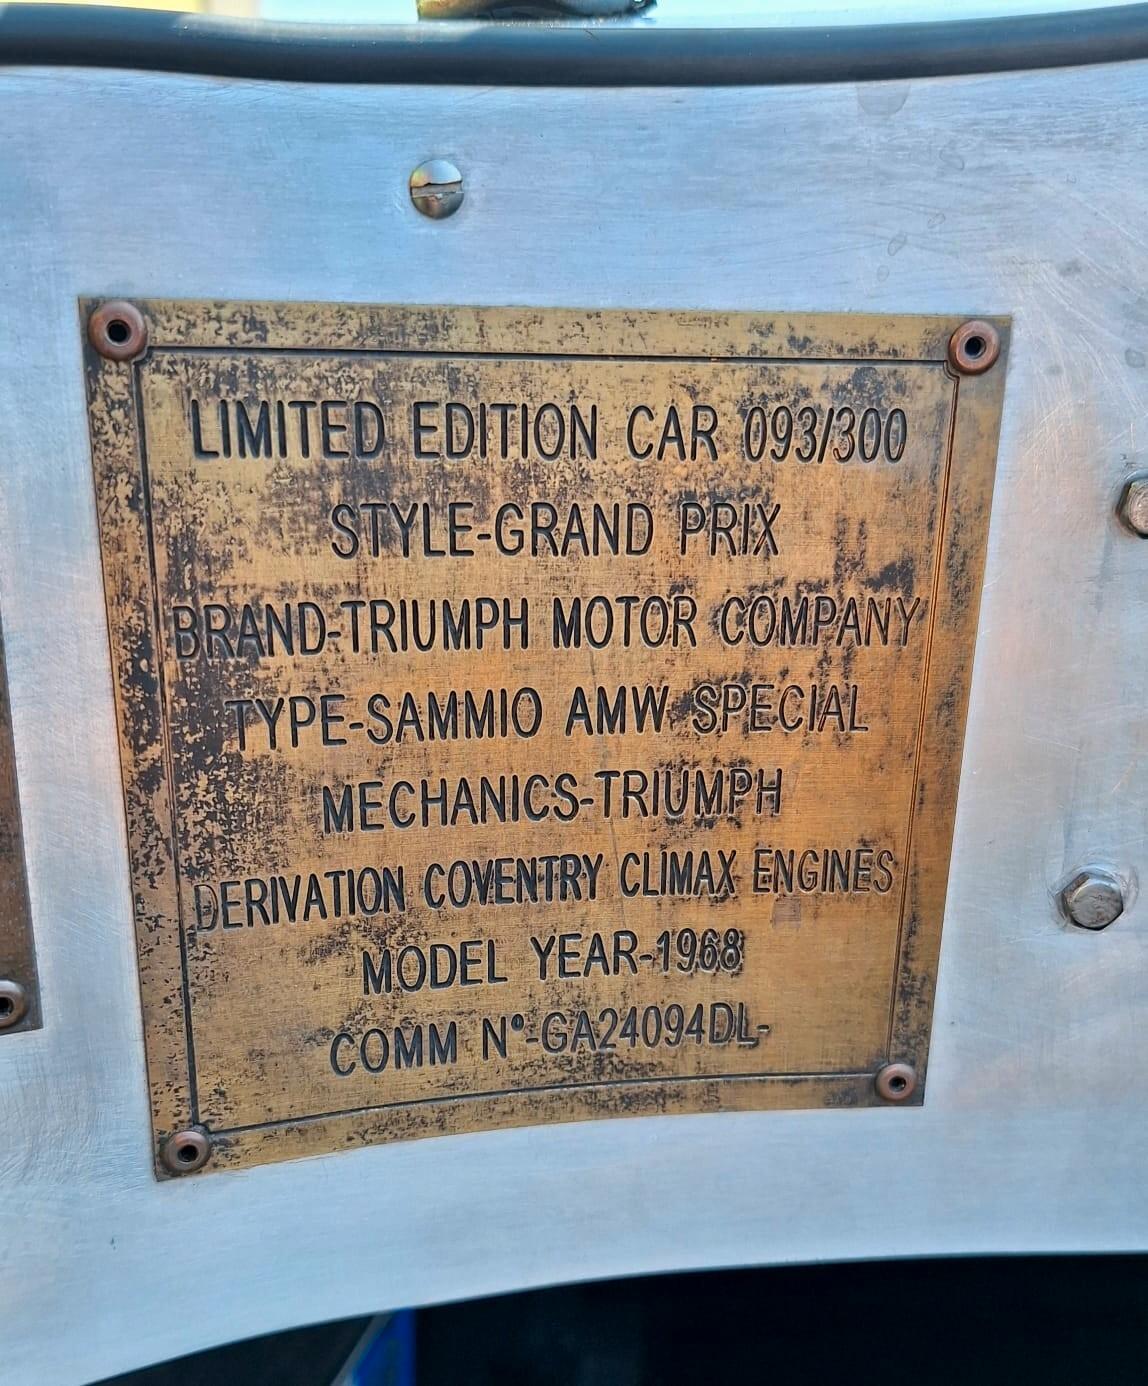 LIMITED EDITION CAR 093/300
STYLE-GRAND PRIX
BRAND-TRIUMPH MOTOR COMPANY
TYPE-SAMMIO AMW SPECIAL
MECHANICS-TRIUMPH
DERIVATION COVENTRY CLIMAX ENGINES
MODEL YEAR-1968
COMM N°-GA24094DL-